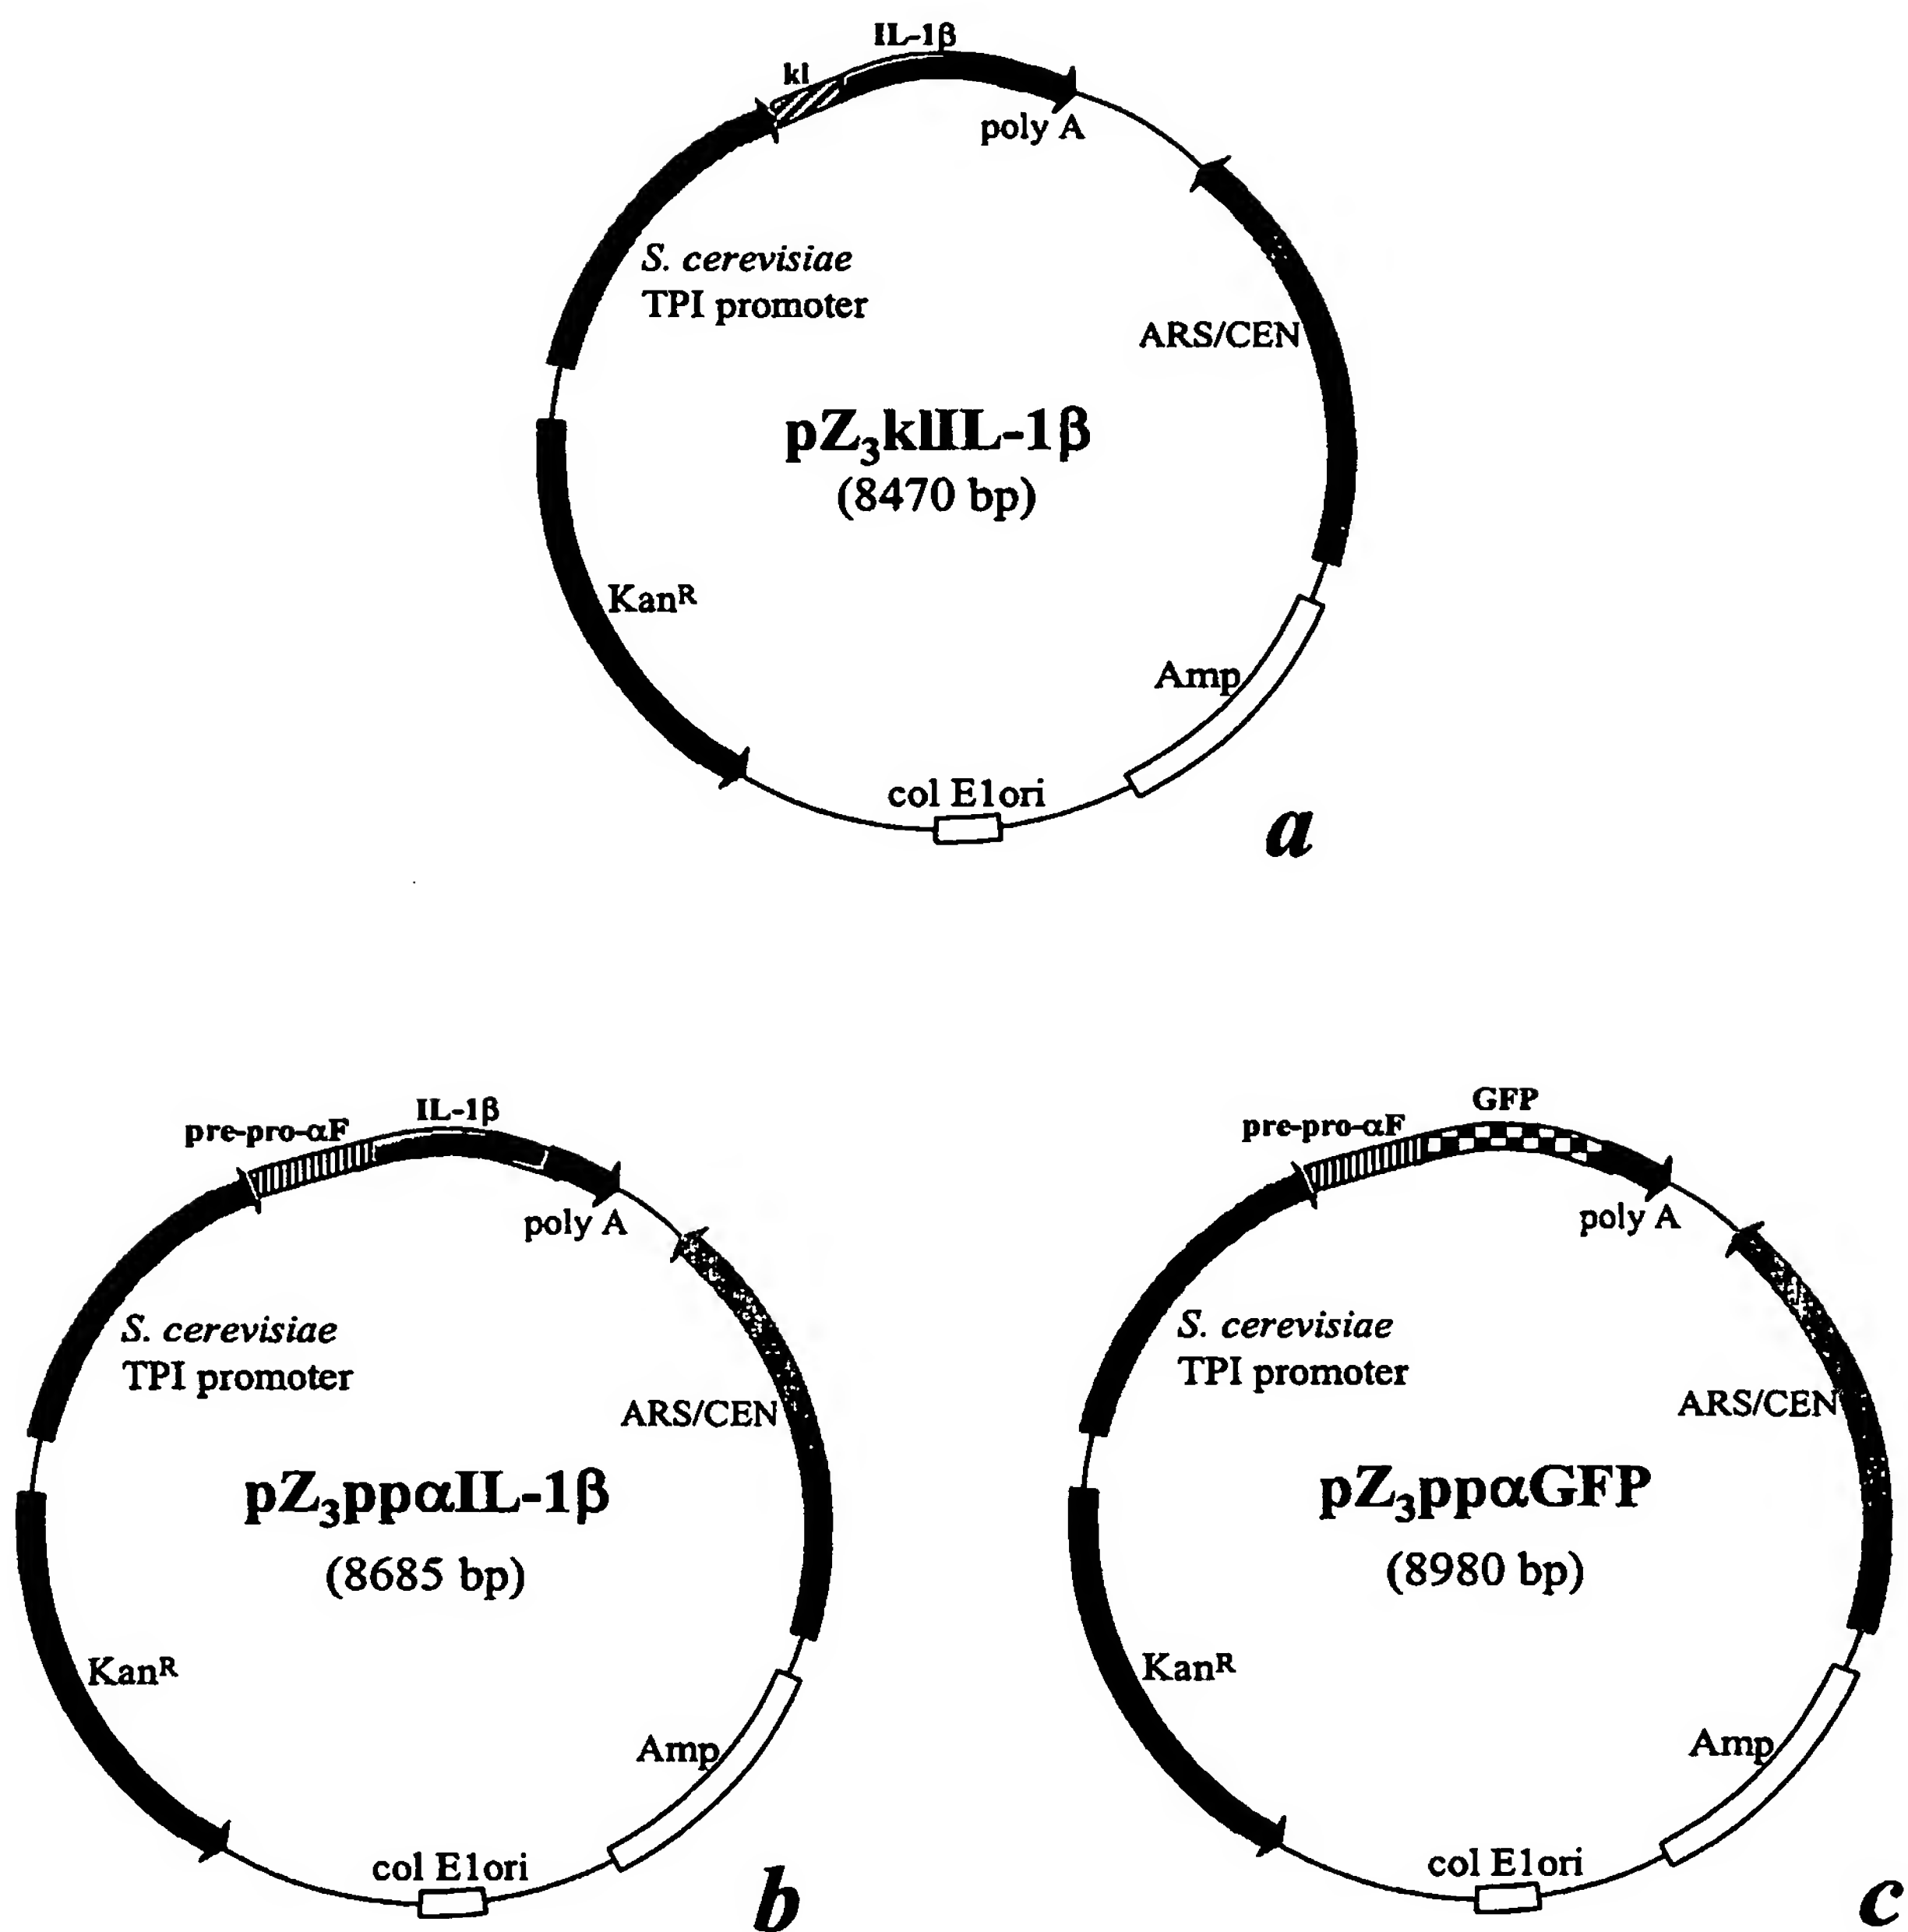 IL-1β
kl
poly A
S. cerevisiae
TPI promoter
ARS/CEN
pZ₃klIL-1β
(8470 bp)
Kanᴿ
Amp
col E1ori
a
IL-1β
pre-pro-αF
poly A
S. cerevisiae
TPI promoter
ARS/CEN
pZ₃ppαIL-1β
(8685 bp)
Kanᴿ
Amp
col E1ori
b
GFP
pre-pro-αF
poly A
S. cerevisiae
TPI promoter
ARS/CEN
pZ₃ppαGFP
(8980 bp)
Kanᴿ
Amp
col E1ori
c